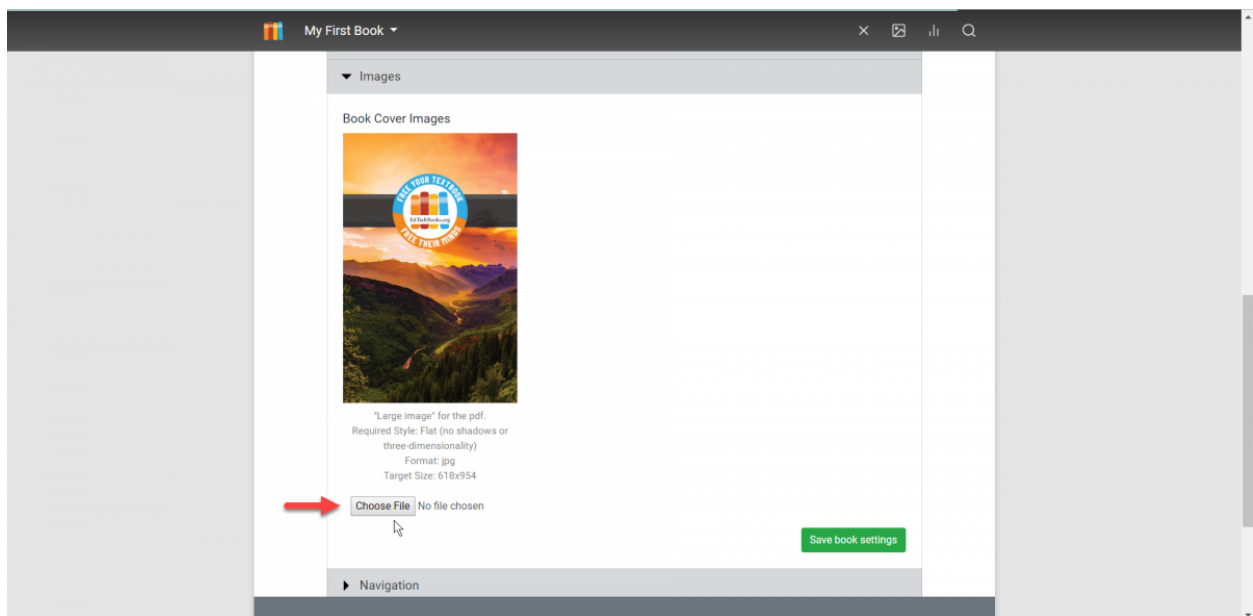 My First Book
Images
Book Cover Images
FREE YOUR TEXTBOOK
EdTechBooks.org
FREE THEIR MINDS
"Large image" for the pdf.
Required Style: Flat (no shadows or
three-dimensionality)
Format: jpg
Target Size: 618x954
Choose File No file chosen
Save book settings
Navigation